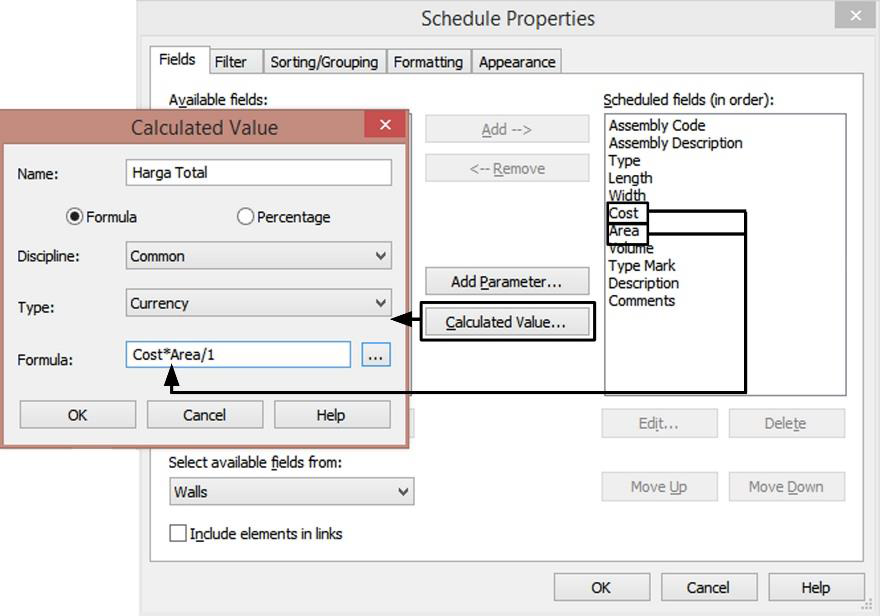 Schedule Properties
Fields
Filter
Sorting/Grouping
Formatting
Appearance
Available fields:
Scheduled fields (in order):
Add -->
<-- Remove
Add Parameter...
Calculated Value...
Assembly Code
Assembly Description
Type
Length
Width
Cost
Area
Volume
Type Mark
Description
Comments
Calculated Value
Name:
Harga Total
Formula
Percentage
Discipline:
Common
Type:
Currency
Formula:
Cost*Area/1
...
OK
Cancel
Help
Edit...
Delete
Select available fields from:
Walls
Move Up
Move Down
Include elements in links
OK
Cancel
Help